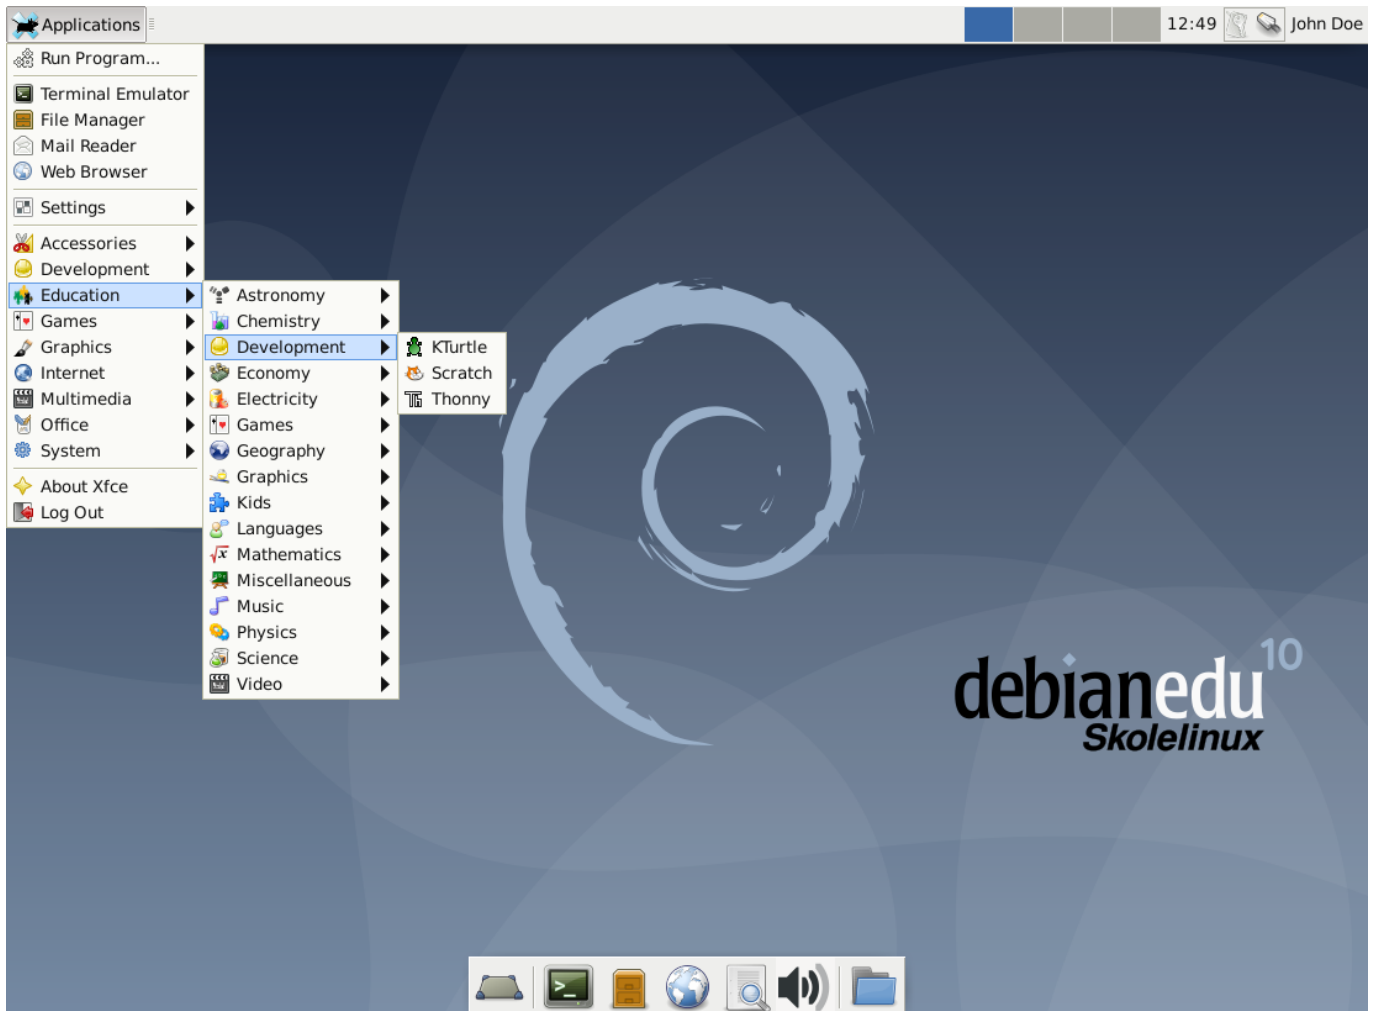 Applications
12:49
John Doe
Run Program...
Terminal Emulator
File Manager
Mail Reader
Web Browser
Settings
Accessories
Development
Education
Games
Graphics
Internet
Multimedia
Office
System
About Xfce
Log Out
Astronomy
Chemistry
Development
Economy
Electricity
Games
Geography
Graphics
Kids
Languages
Mathematics
Miscellaneous
Music
Physics
Science
Video
KTurtle
Scratch
Thonny
debianedu 10
Skolelinux